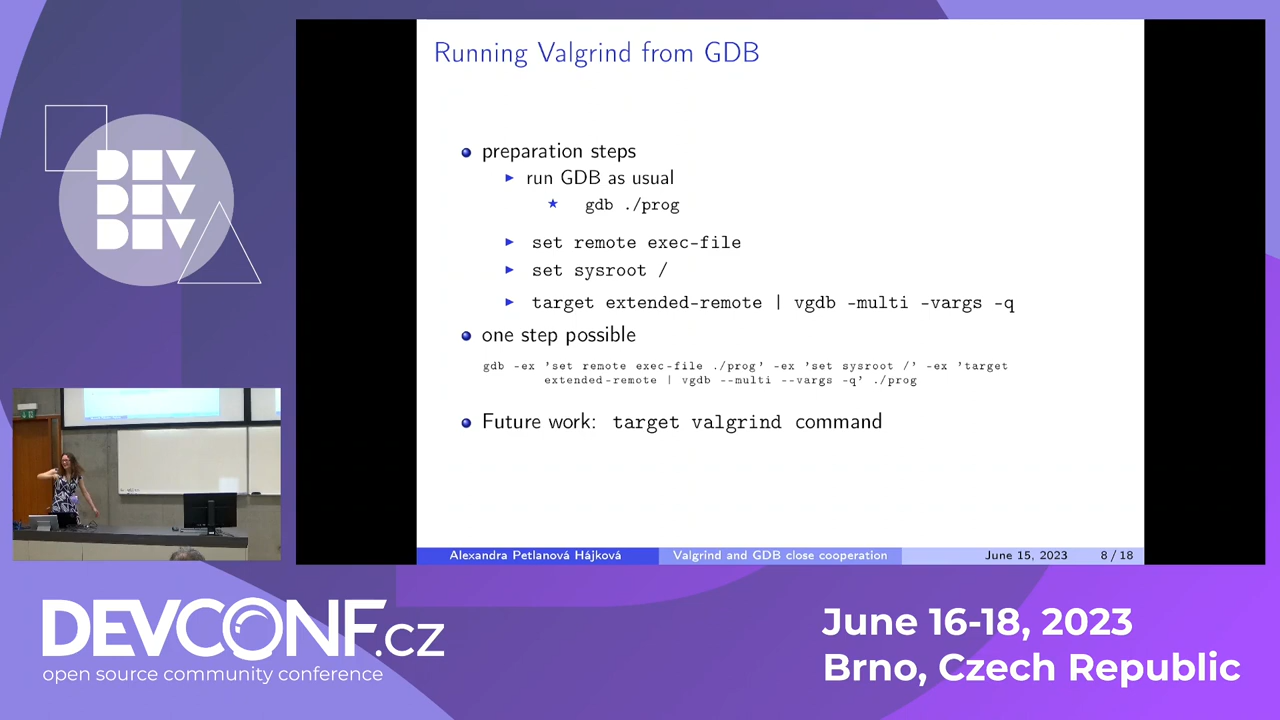 Running Valgrind from GDB
preparation steps
run GDB as usual
gdb ./prog
set remote exec-file
set sysroot /
target extended-remote | vgdb -multi -vargs -q
one step possible
gdb -ex ’set remote exec-file ./prog’ -ex ’set sysroot /’ -ex ’target
extended-remote | vgdb --multi --vargs -q’ ./prog
Future work: target valgrind command
Alexandra Petlanová Hájková Valgrind and GDB close cooperation June 15, 2023 8 / 18
DEV
DEV
DEV
DEVCONF.cz
open source community conference
June 16-18, 2023
Brno, Czech Republic